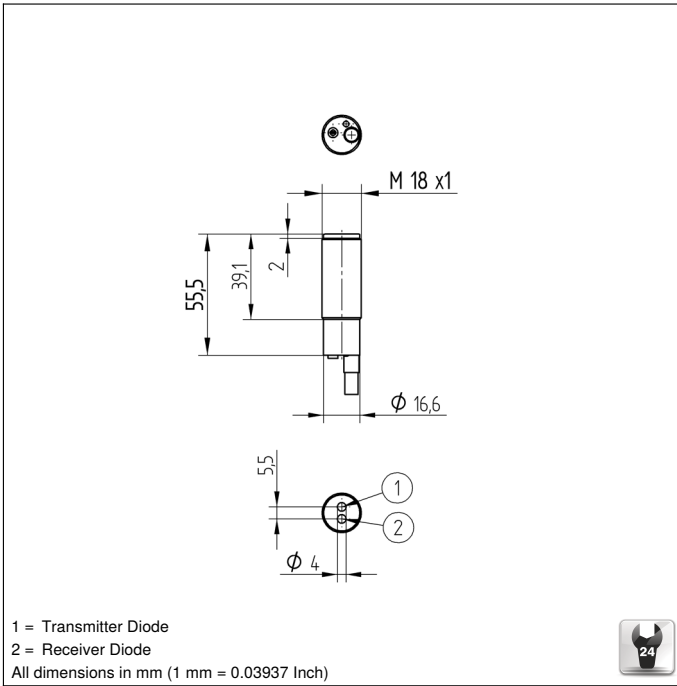 M 18 x1
2
39,1
55,5
ϕ 16,6
5,5
1
2
ϕ 4
1 = Transmitter Diode
2 = Receiver Diode
All dimensions in mm (1 mm = 0.03937 Inch)
24